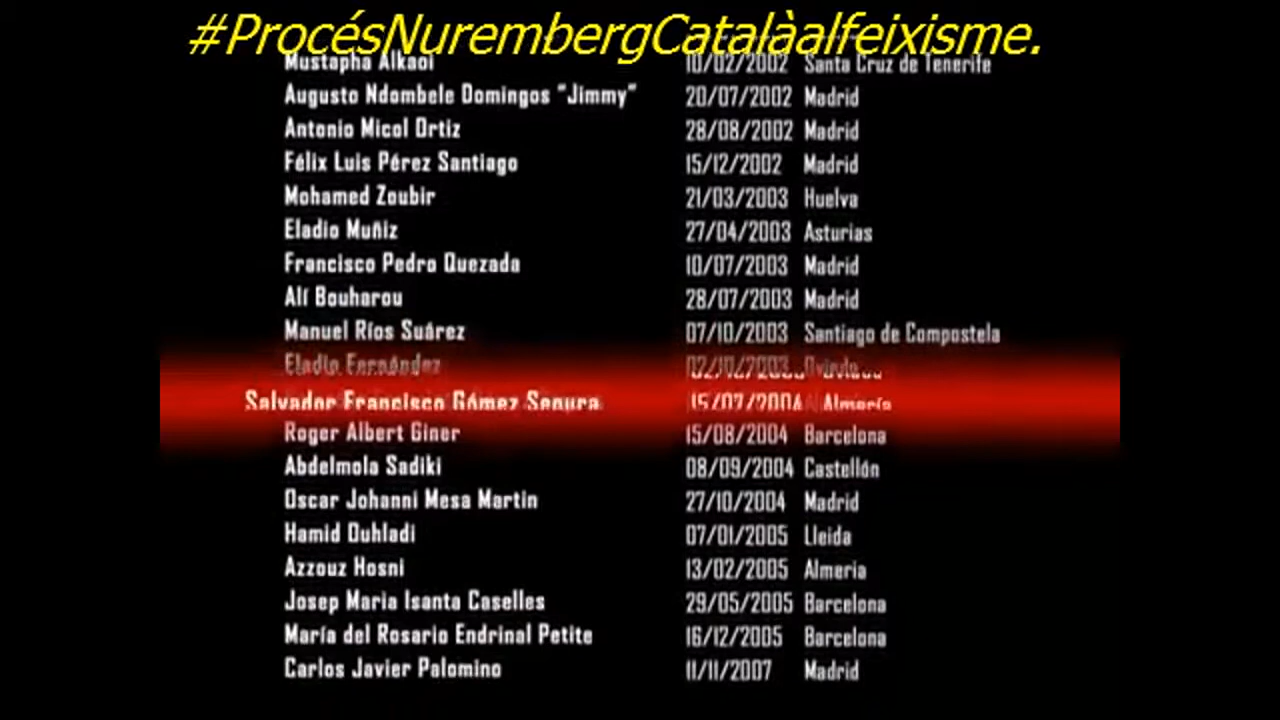 #ProcésNurembergCatalàalfeixisme.
Mustapha Alkaoi 10/02/2002 Santa Cruz de Tenerife
Augusto Ndombele Domingos "Jimmy" 20/07/2002 Madrid
Antonio Micol Ortiz 28/08/2002 Madrid
Félix Luis Pérez Santiago 15/12/2002 Madrid
Mohamed Zoubir 21/03/2003 Huelva
Eladio Muñiz 27/04/2003 Asturias
Francisco Pedro Quezada 10/07/2003 Madrid
Alí Bouharou 28/07/2003 Madrid
Manuel Ríos Suárez 07/10/2003 Santiago de Compostela
Eladio Fernández Oviedo
Salvador Francisco Gómez Segura 15/07/2004 Almería
Roger Albert Giner 15/08/2004 Barcelona
Abdelmola Sadiki 08/09/2004 Castellón
Oscar Johanni Mesa Martin 27/10/2004 Madrid
Hamid Ouhladi 07/01/2005 Lleida
Azzouz Hosni 13/02/2005 Almeria
Josep Maria Isanta Caselles 29/05/2005 Barcelona
María del Rosario Endrinal Petite 16/12/2005 Barcelona
Carlos Javier Palomino 11/11/2007 Madrid